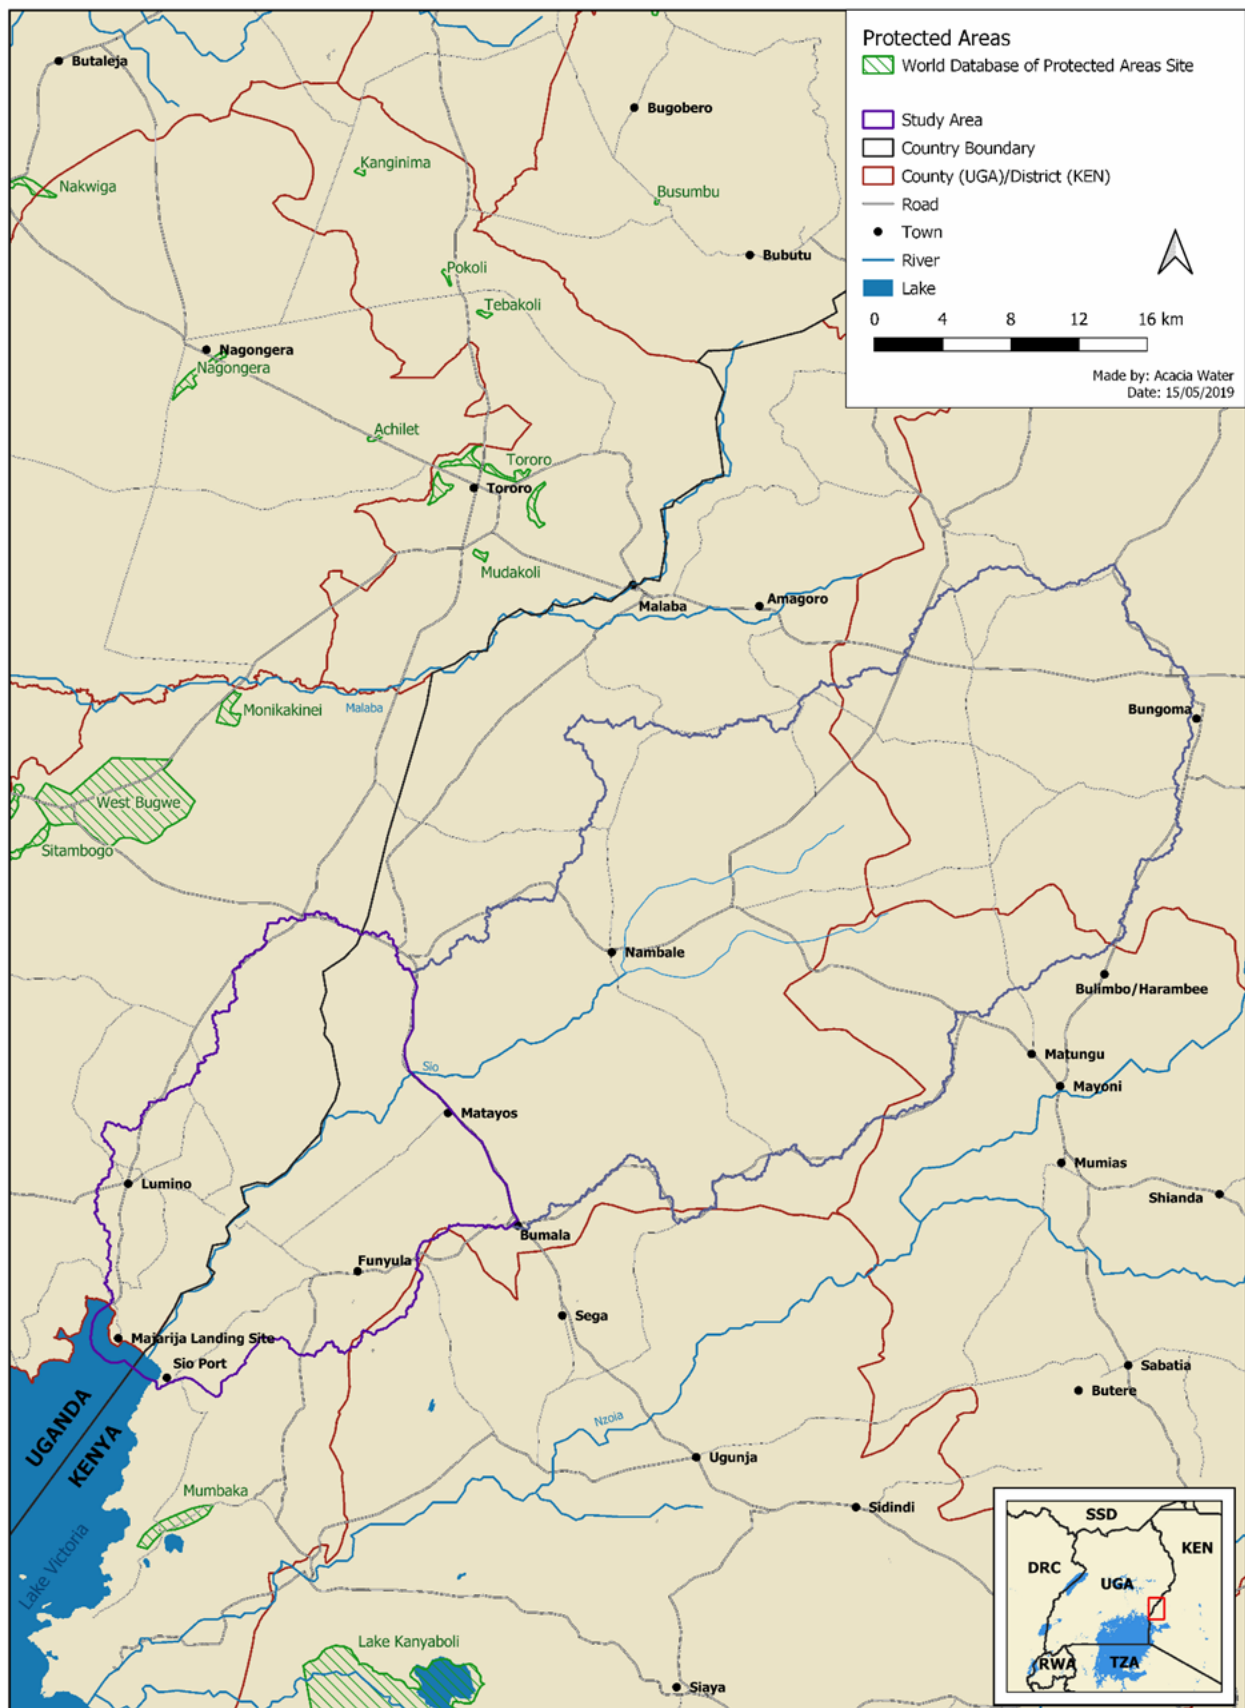 Protected Areas
World Database of Protected Areas Site
Study Area
Country Boundary
County (UGA)/District (KEN)
Road
Town
River
Lake
0 4 8 12 16 km
Made by: Acacia Water
Date: 15/05/2019
Butaleja
Bugobero
Kanginima
Nakwiga
Busumbu
Bubutu
Pokoli
Tebakoli
Nagongera
Nagongera
Achilet
Tororo
Tororo
Mudakoli
Malaba
Amagoro
Monikakinei
Malaba
Bungoma
West Bugwe
Sitambogo
Nambale
Bulimbo/Harambee
Matungu
Sio
Mayoni
Matayos
Mumias
Lumino
Shianda
Bumala
Funyula
Sega
Majarija Landing Site
Sio Port
Sabatia
Butere
UGANDA
KENYA
Nzoia
Ugunja
Mumbaka
Sidindi
Lake Victoria
Lake Kanyaboli
Siaya
SSD
KEN
DRC
UGA
RWA
TZA